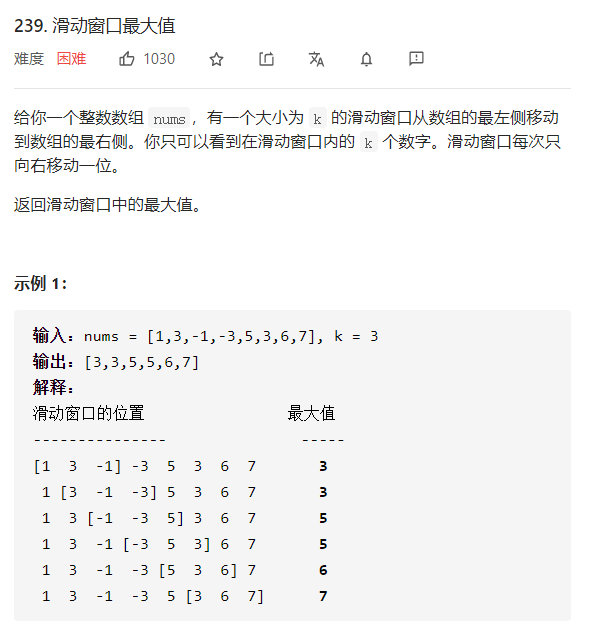 239. 滑动窗口最大值
难度 困难 1030
给你一个整数数组 nums，有一个大小为 k 的滑动窗口从数组的最左侧移动
到数组的最右侧。你只可以看到在滑动窗口内的 k 个数字。滑动窗口每次只
向右移动一位。
返回滑动窗口中的最大值。
示例 1：
输入：nums = [1,3,-1,-3,5,3,6,7], k = 3
输出：[3,3,5,5,6,7]
解释：
滑动窗口的位置 最大值
--------------- -----
[1 3 -1] -3 5 3 6 7 3
1 [3 -1 -3] 5 3 6 7 3
1 3 [-1 -3 5] 3 6 7 5
1 3 -1 [-3 5 3] 6 7 5
1 3 -1 -3 [5 3 6] 7 6
1 3 -1 -3 5 [3 6 7] 7